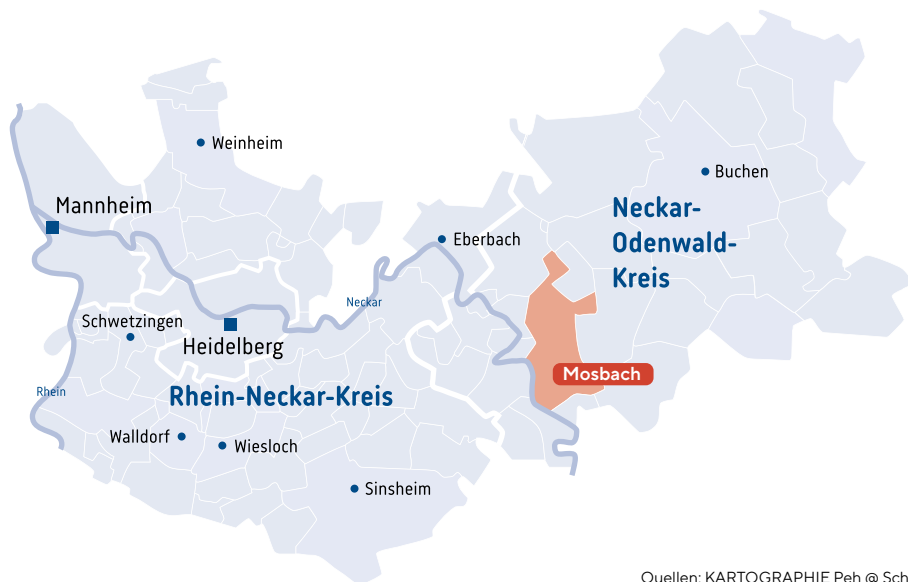 Weinheim
Buchen
Mannheim
Neckar-
Odenwald-
Kreis
Eberbach
Neckar
Schwetzingen
Heidelberg
Mosbach
Rhein
Rhein-Neckar-Kreis
Walldorf
Wiesloch
Sinsheim
Quellen: KARTOGRAPHIE Peh @ Sch